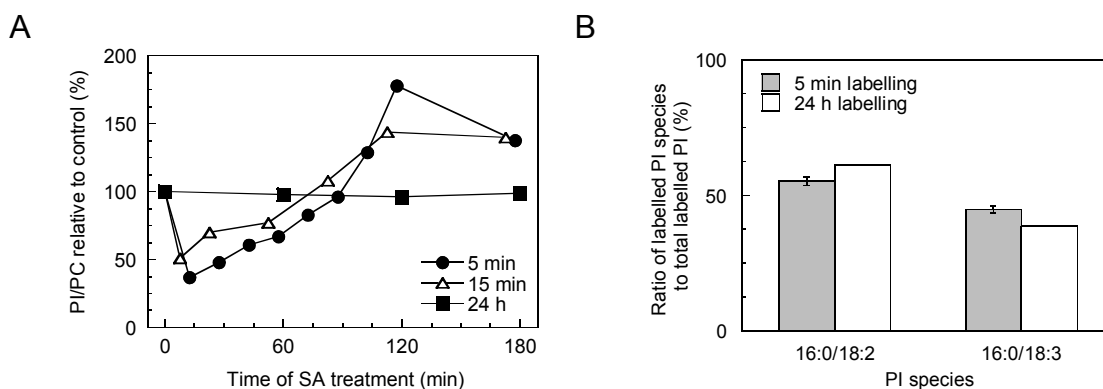 A
PI/PC relative to control (%)
200
150
100
50
0
5 min
15 min
24 h
0 60 120 180
Time of SA treatment (min)
B
Ratio of labelled PI species
to total labelled PI (%)
100
50
0
5 min labelling
24 h labelling
16:0/18:2 16:0/18:3
PI species